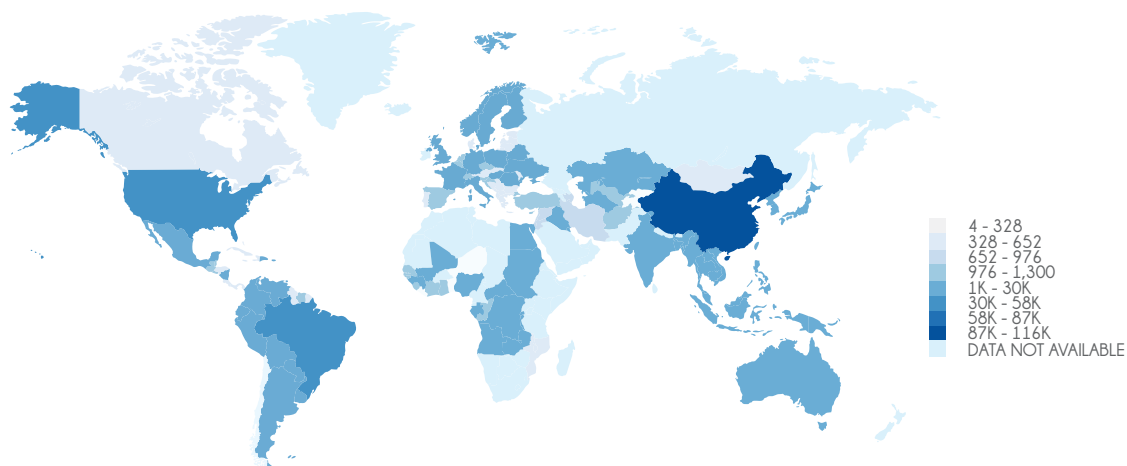 4 - 328
328 - 652
652 - 976
976 - 1,300
1K - 30K
30K - 58K
58K - 87K
87K - 116K
DATA NOT AVAILABLE